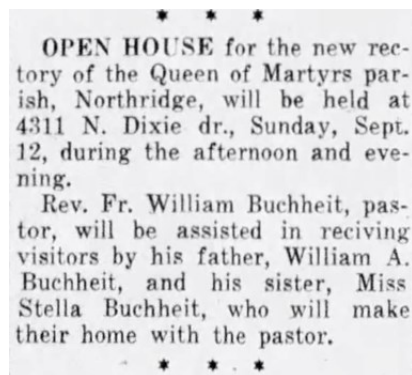 * * *
OPEN HOUSE for the new rec-
tory of the Queen of Martyrs par-
ish, Northridge, will be held at
4311 N. Dixie dr., Sunday, Sept.
12, during the afternoon and eve-
ning.
Rev. Fr. William Buchheit, pas-
tor, will be assisted in reciving
visitors by his father, William A.
Buchheit, and his sister, Miss
Stella Buchheit, who will make
their home with the pastor.
* * *